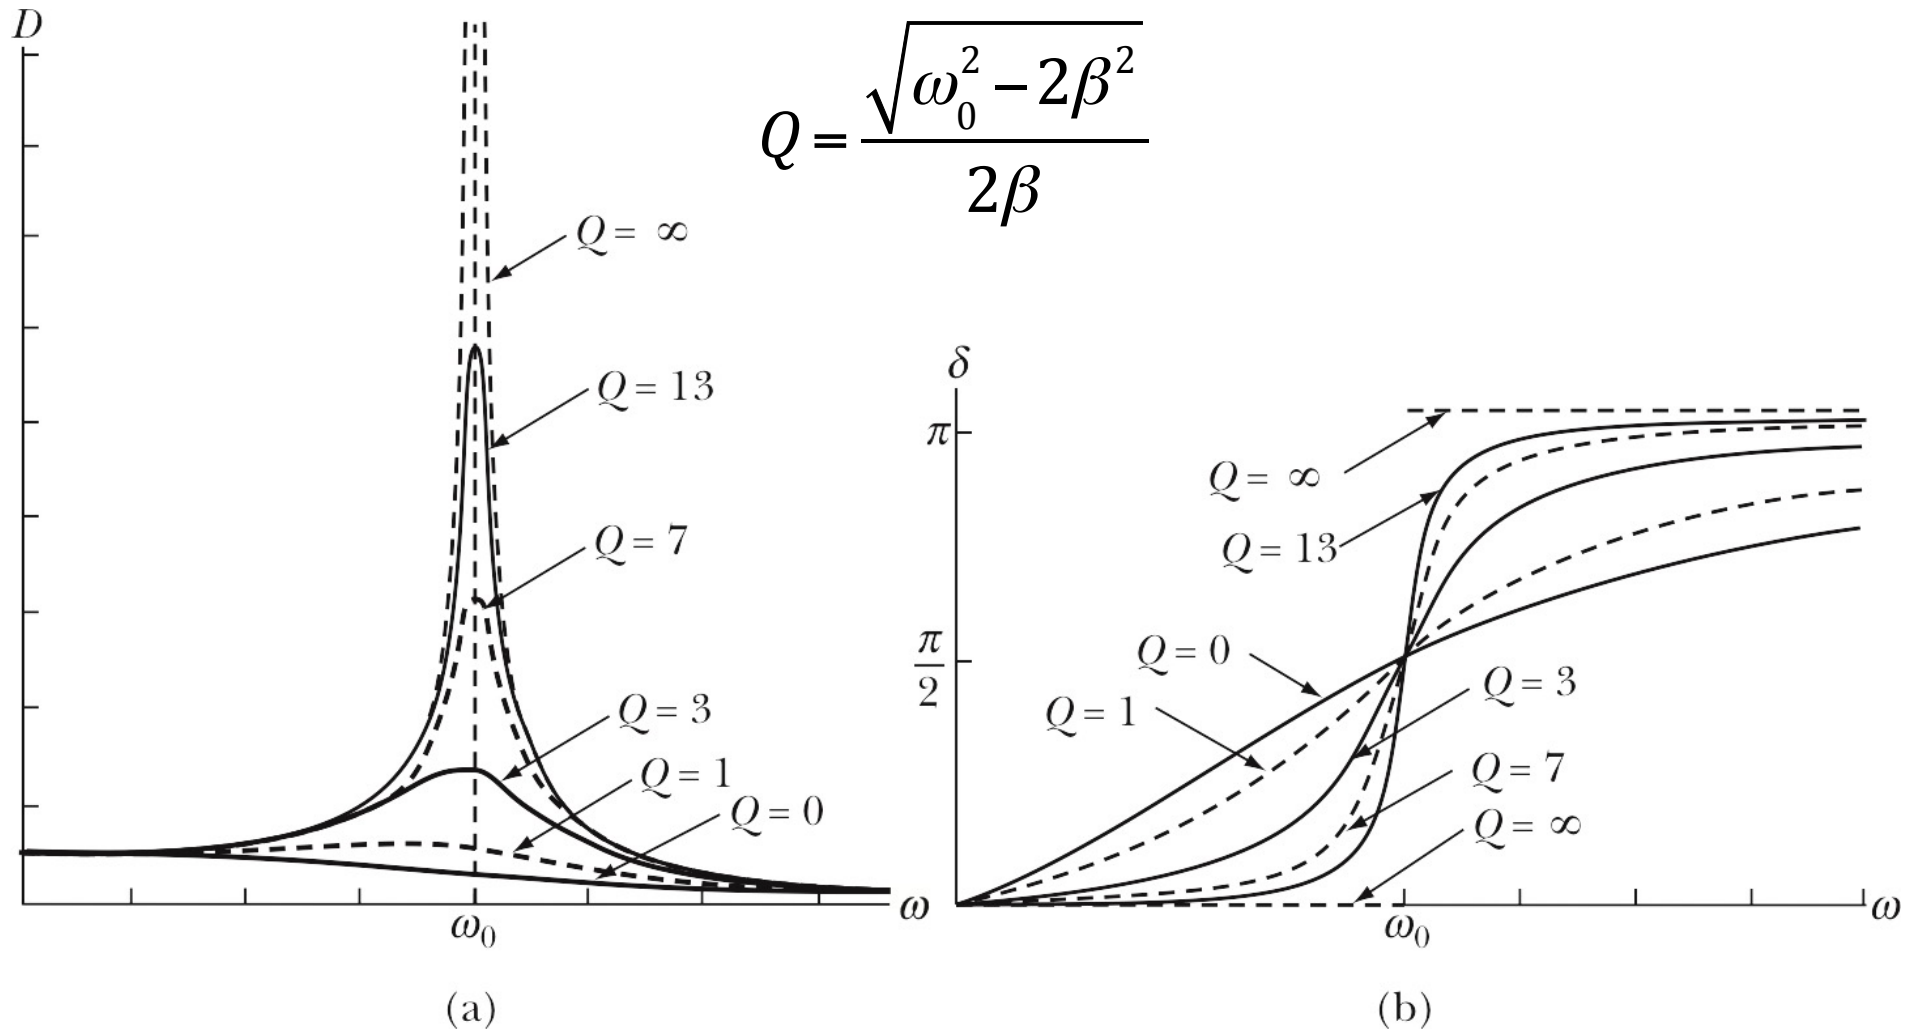 D
Q = √(ω₀² − 2β²) / 2β
Q = ∞
Q = 13
Q = 7
Q = 3
Q = 1
Q = 0
ω
ω₀
(a)
δ
π
π/2
Q = ∞
Q = 13
Q = 0
Q = 1
Q = 3
Q = 7
Q = ∞
ω
ω₀
(b)